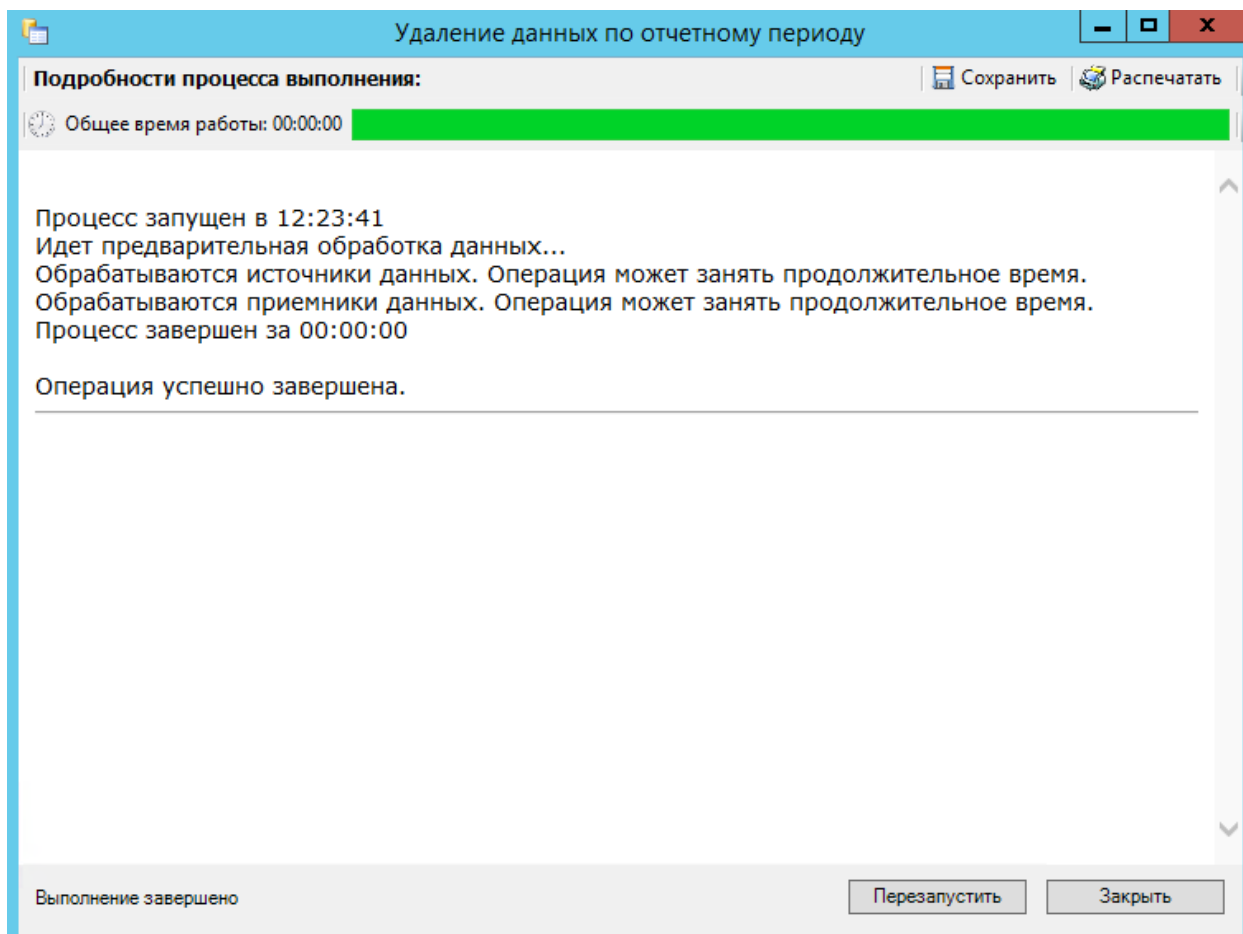 Удаление данных по отчетному периоду
Подробности процесса выполнения:
Сохранить
Распечатать
Общее время работы: 00:00:00
Процесс запущен в 12:23:41
Идет предварительная обработка данных...
Обрабатываются источники данных. Операция может занять продолжительное время.
Обрабатываются приемники данных. Операция может занять продолжительное время.
Процесс завершен за 00:00:00
Операция успешно завершена.
Выполнение завершено
Перезапустить
Закрыть